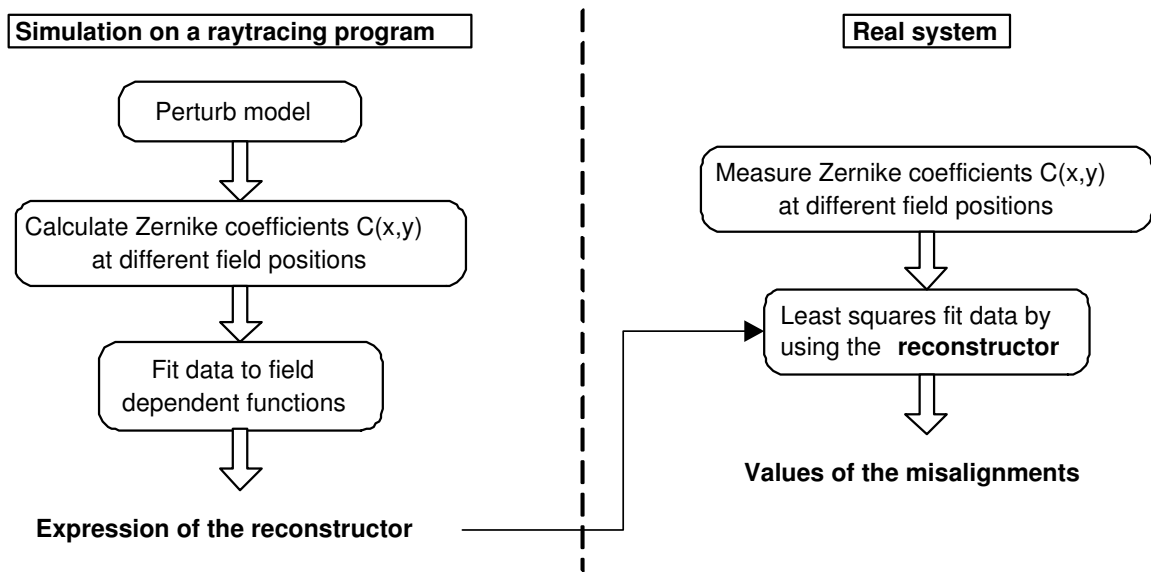 Simulation on a raytracing program
Perturb model
Calculate Zernike coefficients C(x,y)
at different field positions
Fit data to field
dependent functions
Expression of the reconstructor
Real system
Measure Zernike coefficients C(x,y)
at different field positions
Least squares fit data by
using the reconstructor
Values of the misalignments